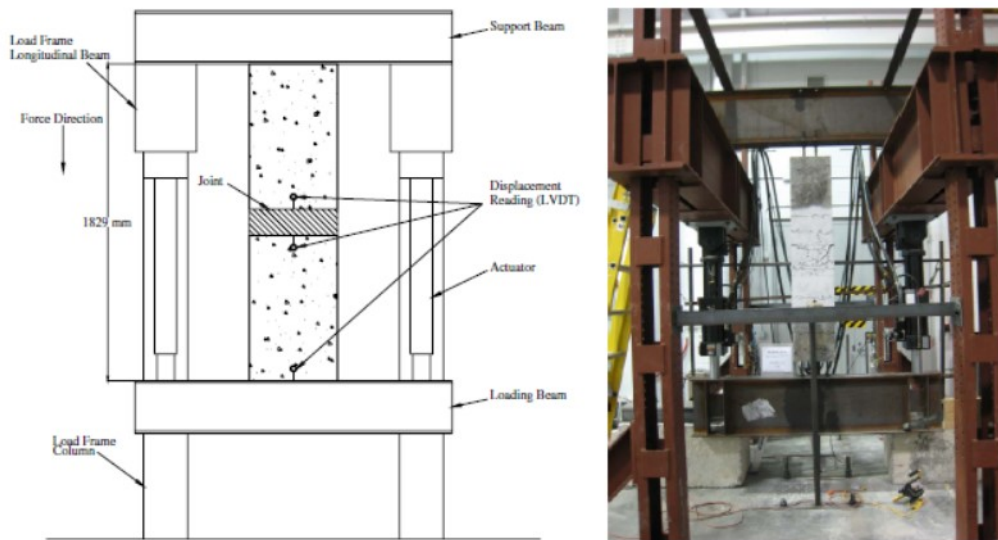 Support Beam
Load Frame
Longitudinal Beam
Force Direction
Joint
Displacement
Reading (LVDT)
1829 mm
Actuator
Loading Beam
Load Frame
Column